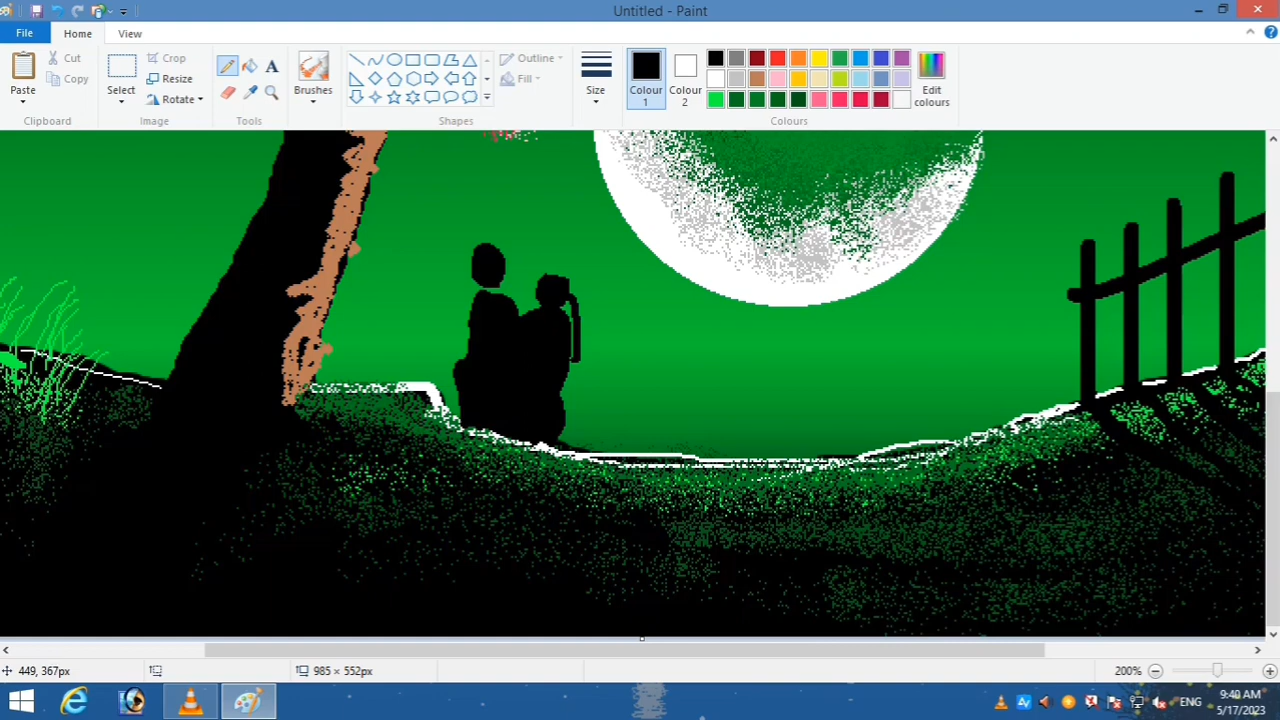 Untitled - Paint
File
Home
View
Paste
Cut
Copy
Clipboard
Select
Crop
Resize
Rotate
Image
A
Tools
Brushes
Outline
Fill
Shapes
Size
Colour 1
Colour 2
Edit colours
Colours
449, 367px
985 × 552px
200%
ENG
9:40 AM
5/17/2023